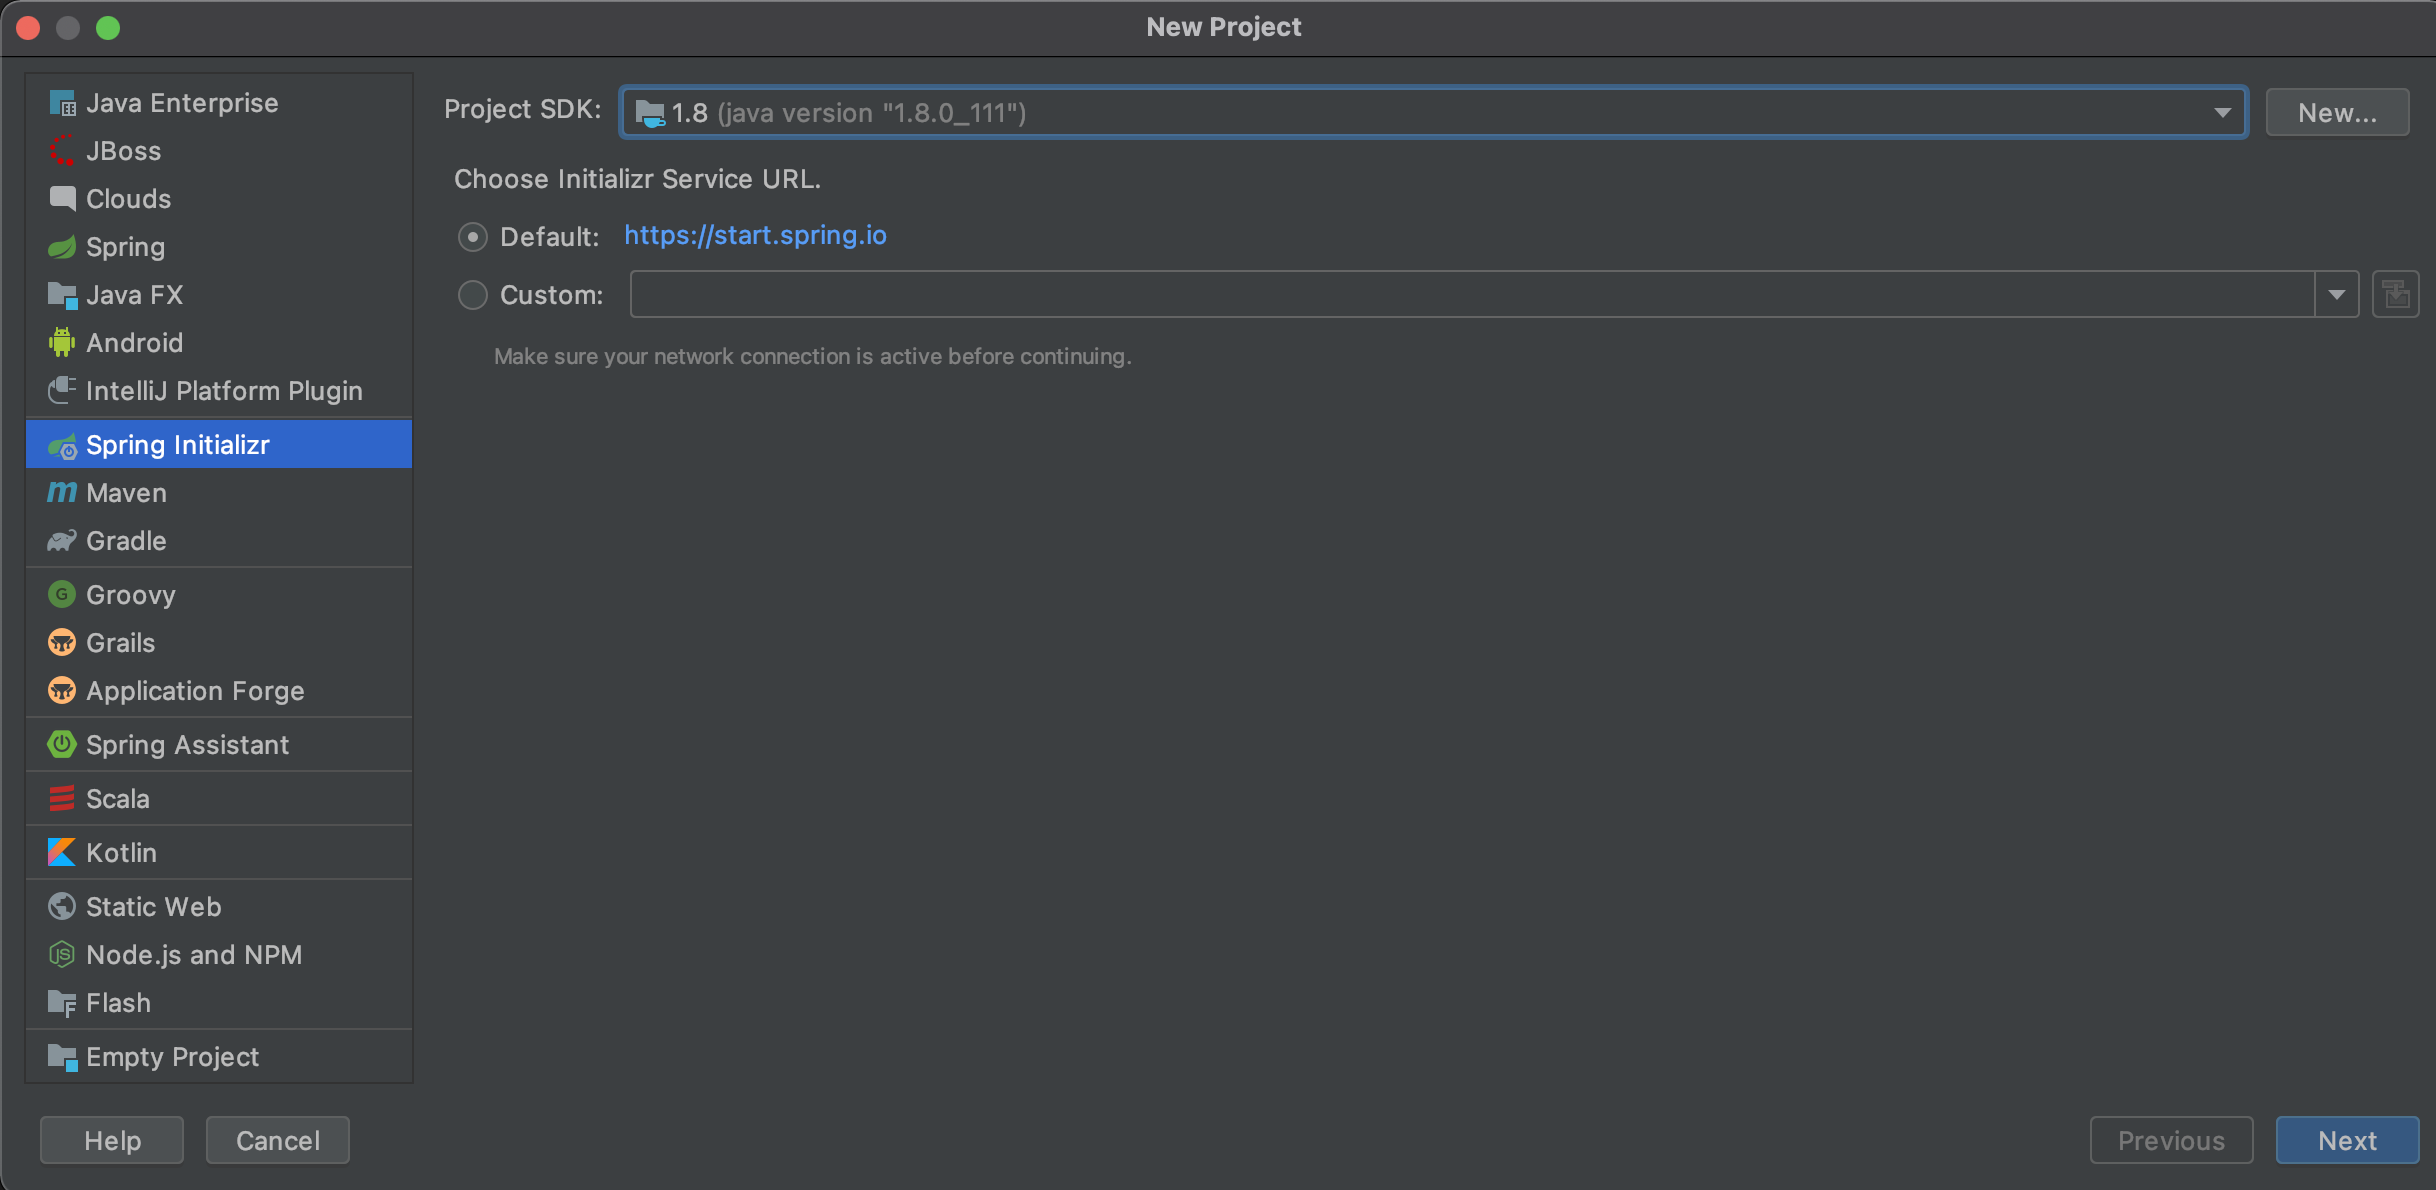 New Project
Java Enterprise
JBoss
Clouds
Spring
Java FX
Android
IntelliJ Platform Plugin
Spring Initializr
Maven
Gradle
Groovy
Grails
Application Forge
Spring Assistant
Scala
Kotlin
Static Web
Node.js and NPM
Flash
Empty Project
Project SDK: 1.8 (java version "1.8.0_111") New...
Choose Initializr Service URL.
Default: https://start.spring.io
Custom:
Make sure your network connection is active before continuing.
Help Cancel Previous Next